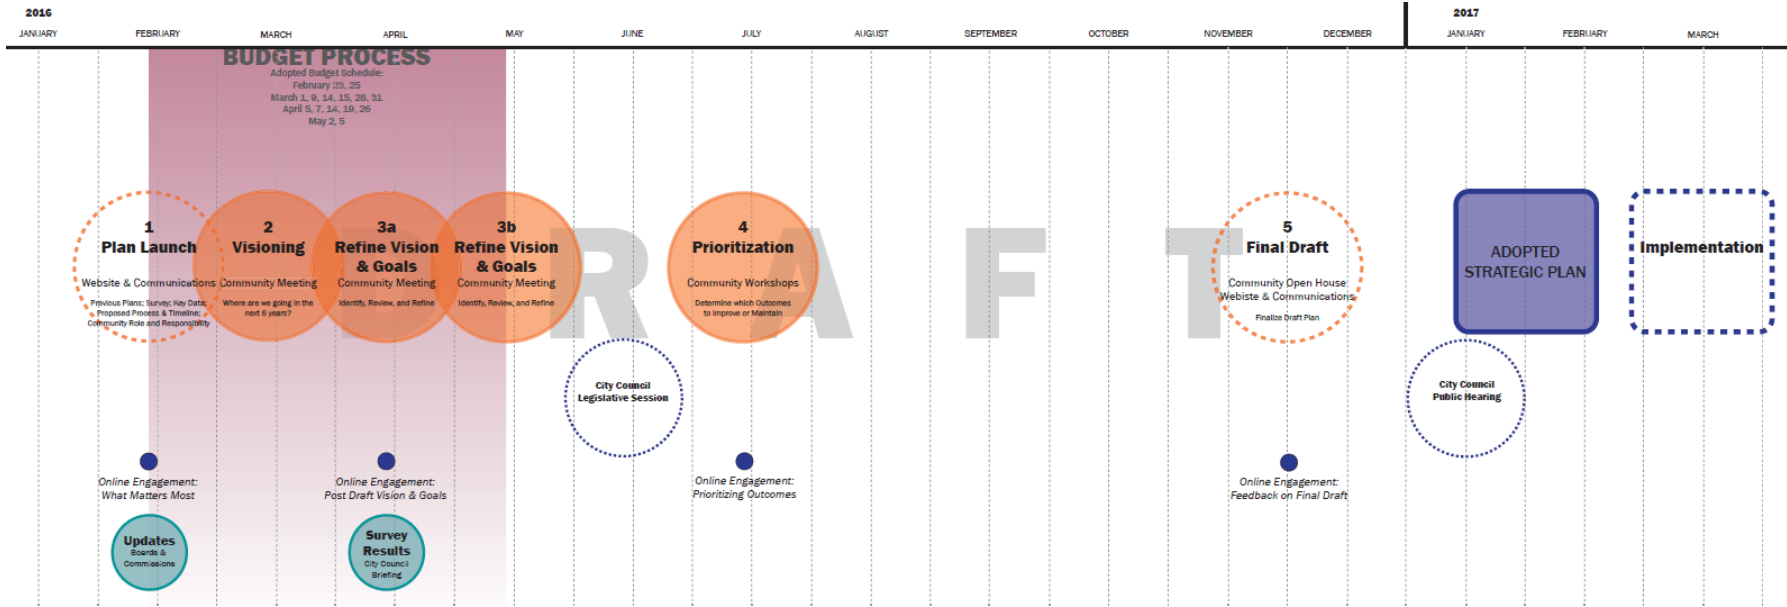 2016
2017
JANUARY FEBRUARY MARCH APRIL MAY JUNE JULY AUGUST SEPTEMBER OCTOBER NOVEMBER DECEMBER JANUARY FEBRUARY MARCH
BUDGET PROCESS
Adopted Budget Schedule:
February 23, 25
March 1, 9, 14, 15, 28, 31
April 5, 7, 14, 19, 26
May 2, 5
DRAFT
1
Plan Launch
Website & Communications
Previous Plans; Survey; Key Data;
Proposed Process & Timeline;
Community Role and Responsibility
2
Visioning
Community Meeting
Where are we going in the
next 6 years?
3a
Refine Vision
& Goals
Community Meeting
Identify, Review, and Refine
3b
Refine Vision
& Goals
Community Meeting
Identify, Review, and Refine
4
Prioritization
Community Workshops
Determine which Outcomes
to Improve or Maintain
5
Final Draft
Community Open House
Webiste & Communications
Finalize Draft Plan
ADOPTED
STRATEGIC PLAN
Implementation
City Council
Legislative Session
City Council
Public Hearing
Online Engagement:
What Matters Most
Online Engagement:
Post Draft Vision & Goals
Online Engagement:
Prioritizing Outcomes
Online Engagement:
Feedback on Final Draft
Updates
Boards &
Commissions
Survey
Results
City Council
Briefing